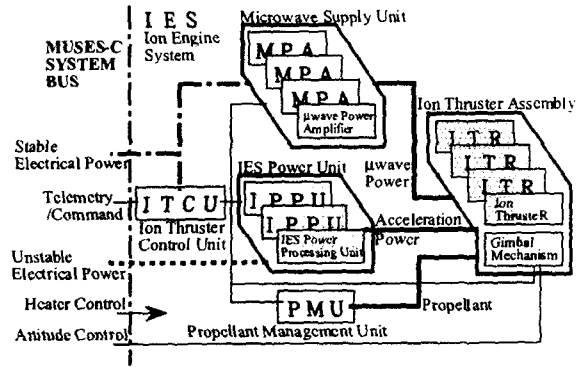 I E S
Ion Engine
System
MUSES-C
SYSTEM
BUS
Microwave Supply Unit
M P A
M P A
M P A
μwave Power
Amplifier
Ion Thruster Assembly
I T R
I T R
I T R
Ion
ThrusteR
Gimbal
Mechanism
Stable
Electrical Power
IES Power Unit
μwave
Power
Telemetry
/Command
I T C U
Ion Thruster
Control Unit
I P P U
I P P U
IES Power
Processing Unit
Acceleration
Power
Unstable
Electrical Power
Heater Control
P M U
Propellant
Attitude Control
Propellant Management Unit